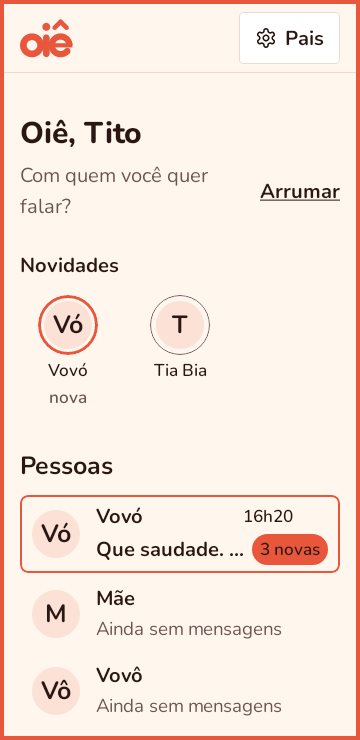 oiê
Pais
Oiê, Tito
Com quem você quer
falar?
Arrumar
Novidades
Vó
T
Vovó
Tia Bia
nova
Pessoas
Vó
Vovó
16h20
Que saudade. ...
3 novas
M
Mãe
Ainda sem mensagens
Vô
Vovô
Ainda sem mensagens